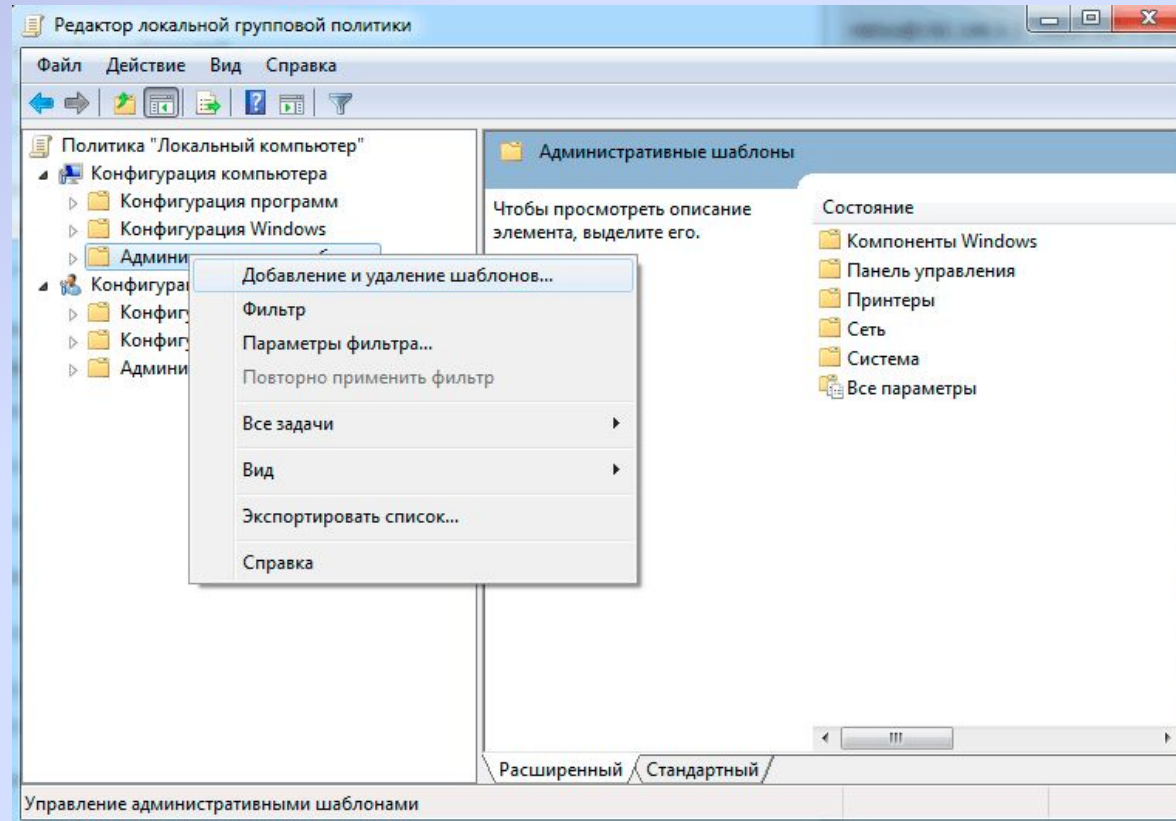 Редактор локальной групповой политики
Файл Действие Вид Справка
Политика "Локальный компьютер"
Конфигурация компьютера
Конфигурация программ
Конфигурация Windows
Админи
Конфигура
Конфиг
Конфиг
Админи
Добавление и удаление шаблонов...
Фильтр
Параметры фильтра...
Повторно применить фильтр
Все задачи
Вид
Экспортировать список...
Справка
Административные шаблоны
Чтобы просмотреть описание
элемента, выделите его.
Состояние
Компоненты Windows
Панель управления
Принтеры
Сеть
Система
Все параметры
Расширенный Стандартный
Управление административными шаблонами